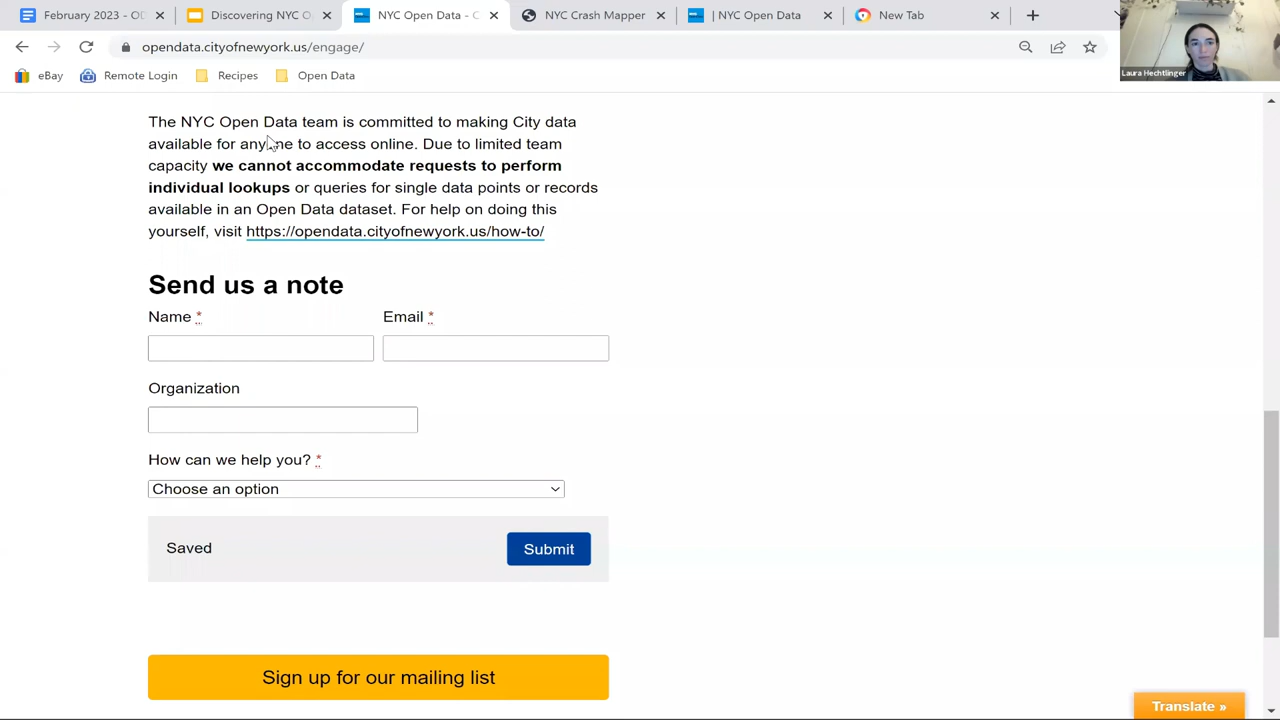 February 2023 - OD
Discovering NYC O
NYC Open Data - C
NYC Crash Mapper
NYC Open Data
New Tab
opendata.cityofnewyork.us/engage/
eBay
Remote Login
Recipes
Open Data
Laura Hechtlinger
The NYC Open Data team is committed to making City data
available for anyone to access online. Due to limited team
capacity we cannot accommodate requests to perform
individual lookups or queries for single data points or records
available in an Open Data dataset. For help on doing this
yourself, visit https://opendata.cityofnewyork.us/how-to/
Send us a note
Name *
Email *
Organization
How can we help you? *
Choose an option
Saved
Submit
Sign up for our mailing list
Translate »